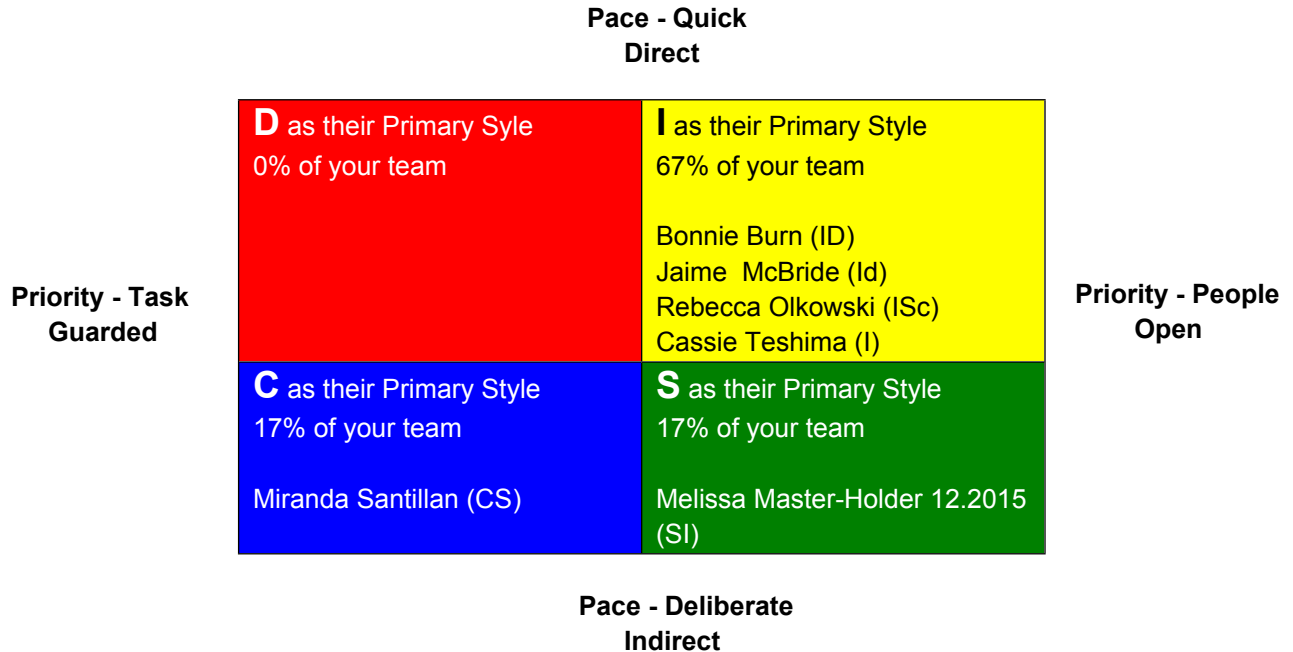 Pace - Quick
Direct
D as their Primary Syle
0% of your team
I as their Primary Style
67% of your team
Bonnie Burn (ID)
Jaime  McBride (Id)
Rebecca Olkowski (ISc)
Cassie Teshima (I)
Priority - Task
Guarded
Priority - People
Open
C as their Primary Style
17% of your team
Miranda Santillan (CS)
S as their Primary Style
17% of your team
Melissa Master-Holder 12.2015
(SI)
Pace - Deliberate
Indirect